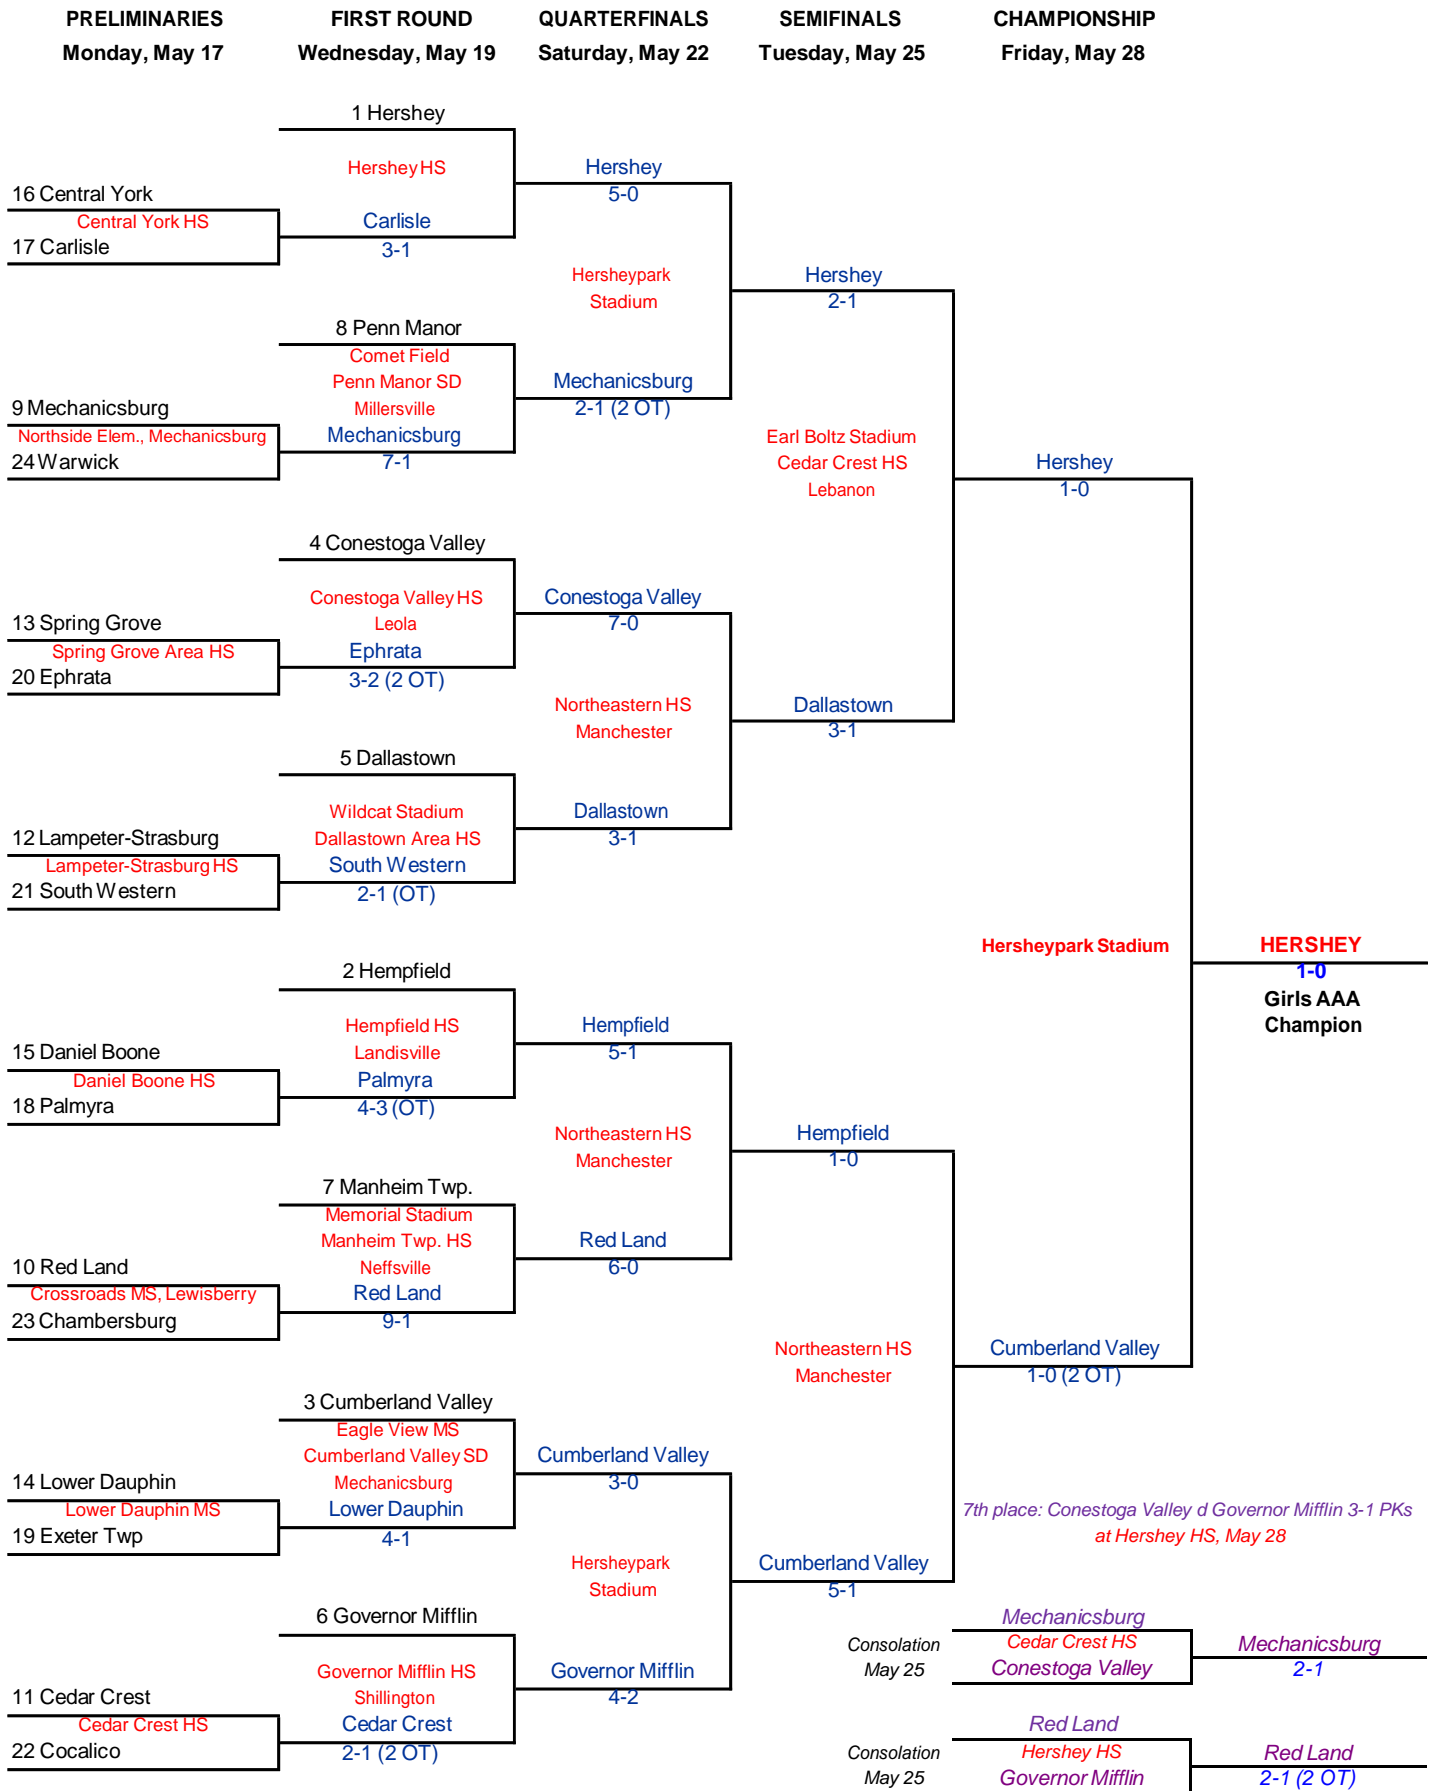 PRELIMINARIES
Monday, May 17
FIRST ROUND
Wednesday, May 19
QUARTERFINALS
Saturday, May 22
SEMIFINALS
Tuesday, May 25
CHAMPIONSHIP
Friday, May 28
16 Central York
Central York HS
17 Carlisle
9 Mechanicsburg
Northside Elem., Mechanicsburg
24 Warwick
13 Spring Grove
Spring Grove Area HS
20 Ephrata
12 Lampeter-Strasburg
Lampeter-Strasburg HS
21 South Western
15 Daniel Boone
Daniel Boone HS
18 Palmyra
10 Red Land
Crossroads MS, Lewisberry
23 Chambersburg
14 Lower Dauphin
Lower Dauphin MS
19 Exeter Twp
11 Cedar Crest
Cedar Crest HS
22 Cocalico
1 Hershey
Hershey HS
Carlisle
3-1
8 Penn Manor
Comet Field
Penn Manor SD
Millersville
Mechanicsburg
7-1
4 Conestoga Valley
Conestoga Valley HS
Leola
Ephrata
3-2 (2 OT)
5 Dallastown
Wildcat Stadium
Dallastown Area HS
South Western
2-1 (OT)
2 Hempfield
Hempfield HS
Landisville
Palmyra
4-3 (OT)
7 Manheim Twp.
Memorial Stadium
Manheim Twp. HS
Neffsville
Red Land
9-1
3 Cumberland Valley
Eagle View MS
Cumberland Valley SD
Mechanicsburg
Lower Dauphin
4-1
6 Governor Mifflin
Governor Mifflin HS
Shillington
Cedar Crest
2-1 (2 OT)
Hershey
5-0
Hersheypark
Stadium
Mechanicsburg
2-1 (2 OT)
Conestoga Valley
7-0
Northeastern HS
Manchester
Dallastown
3-1
Hempfield
5-1
Northeastern HS
Manchester
Red Land
6-0
Cumberland Valley
3-0
Hersheypark
Stadium
Governor Mifflin
4-2
Hershey
2-1
Earl Boltz Stadium
Cedar Crest HS
Lebanon
Dallastown
3-1
Hempfield
1-0
Northeastern HS
Manchester
Cumberland Valley
5-1
Hershey
1-0
Hersheypark Stadium
Cumberland Valley
1-0 (2 OT)
HERSHEY
1-0
Girls AAA
Champion
7th place: Conestoga Valley d Governor Mifflin 3-1 PKs
at Hershey HS, May 28
Consolation
May 25
Mechanicsburg
Cedar Crest HS
Conestoga Valley
Mechanicsburg
2-1
Consolation
May 25
Red Land
Hershey HS
Governor Mifflin
Red Land
2-1 (2 OT)